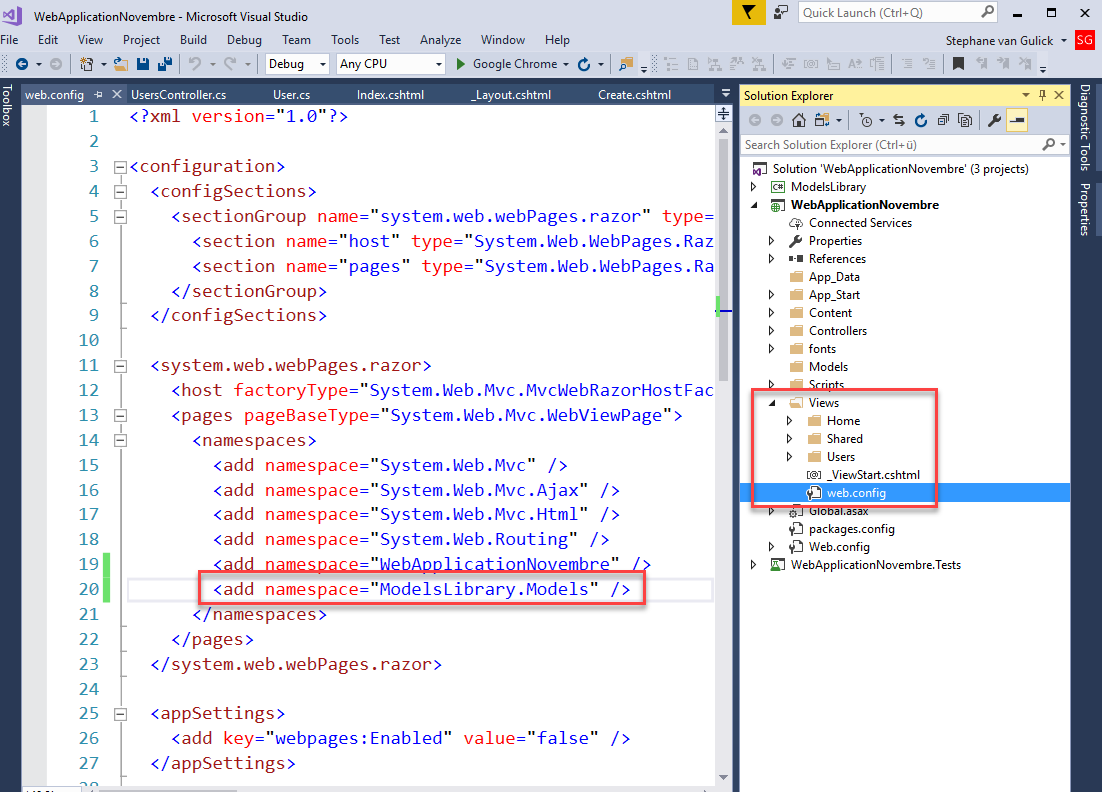 WebApplicationNovembre - Microsoft Visual Studio
Quick Launch (Ctrl+Q)
File Edit View Project Build Debug Team Tools Test Analyze Window Help
Stephane van Gulick SG
Debug Any CPU Google Chrome
Toolbox
web.config UsersController.cs User.cs Index.cshtml _Layout.cshtml Create.cshtml
1 <?xml version="1.0"?>
2
3 <configuration>
4 <configSections>
5 <sectionGroup name="system.web.webPages.razor" type=
6 <section name="host" type="System.Web.WebPages.Raz
7 <section name="pages" type="System.Web.WebPages.Ra
8 </sectionGroup>
9 </configSections>
10
11 <system.web.webPages.razor>
12 <host factoryType="System.Web.Mvc.MvcWebRazorHostFac
13 <pages pageBaseType="System.Web.Mvc.WebViewPage">
14 <namespaces>
15 <add namespace="System.Web.Mvc" />
16 <add namespace="System.Web.Mvc.Ajax" />
17 <add namespace="System.Web.Mvc.Html" />
18 <add namespace="System.Web.Routing" />
19 <add namespace="WebApplicationNovembre" />
20 <add namespace="ModelsLibrary.Models" />
21 </namespaces>
22 </pages>
23 </system.web.webPages.razor>
24
25 <appSettings>
26 <add key="webpages:Enabled" value="false" />
27 </appSettings>
Solution Explorer
Search Solution Explorer (Ctrl+ü)
Solution 'WebApplicationNovembre' (3 projects)
C# ModelsLibrary
WebApplicationNovembre
Connected Services
Properties
References
App_Data
App_Start
Content
Controllers
fonts
Models
Scripts
Views
Home
Shared
Users
_ViewStart.cshtml
web.config
Global.asax
packages.config
Web.config
WebApplicationNovembre.Tests
Diagnostic Tools
Properties